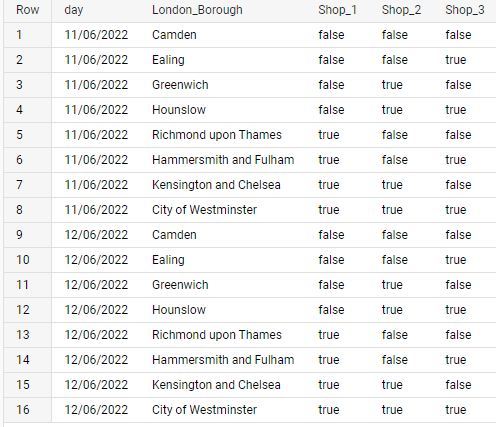 Row day London_Borough Shop_1 Shop_2 Shop_3
1 11/06/2022 Camden false false false
2 11/06/2022 Ealing false false true
3 11/06/2022 Greenwich false true false
4 11/06/2022 Hounslow false true true
5 11/06/2022 Richmond upon Thames true false false
6 11/06/2022 Hammersmith and Fulham true false true
7 11/06/2022 Kensington and Chelsea true true false
8 11/06/2022 City of Westminster true true true
9 12/06/2022 Camden false false false
10 12/06/2022 Ealing false false true
11 12/06/2022 Greenwich false true false
12 12/06/2022 Hounslow false true true
13 12/06/2022 Richmond upon Thames true false false
14 12/06/2022 Hammersmith and Fulham true false true
15 12/06/2022 Kensington and Chelsea true true false
16 12/06/2022 City of Westminster true true true